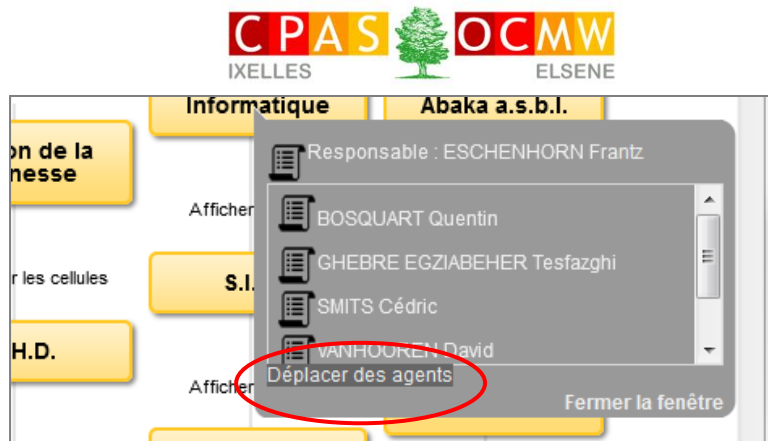 CPAS OCMW
IXELLES ELSENE
Informatique Abaka a.s.b.l.
on de la
nesse
Responsable : ESCHENHORN Frantz
Afficher
BOSQUART Quentin
GHEBRE EGZIABEHER Tesfazghi
r les cellules
S.I.
SMITS Cédric
H.D.
VANHOOREN David
Déplacer des agents
Afficher
Fermer la fenêtre